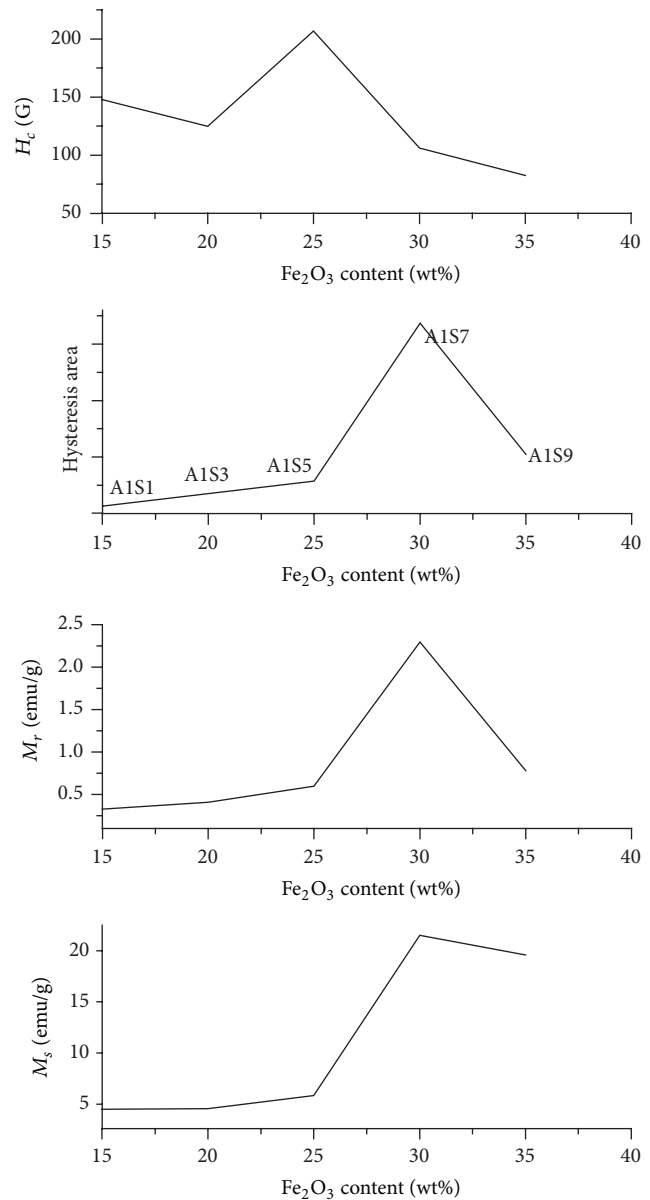 200
150
100
50
H_c (G)
15 20 25 30 35 40
Fe₂O₃ content (wt%)
Hysteresis area
A1S1
A1S3
A1S5
A1S7
A1S9
15 20 25 30 35 40
Fe₂O₃ content (wt%)
2.5
2.0
1.5
1.0
0.5
M_r (emu/g)
15 20 25 30 35 40
Fe₂O₃ content (wt%)
20
15
10
5
M_s (emu/g)
15 20 25 30 35 40
Fe₂O₃ content (wt%)